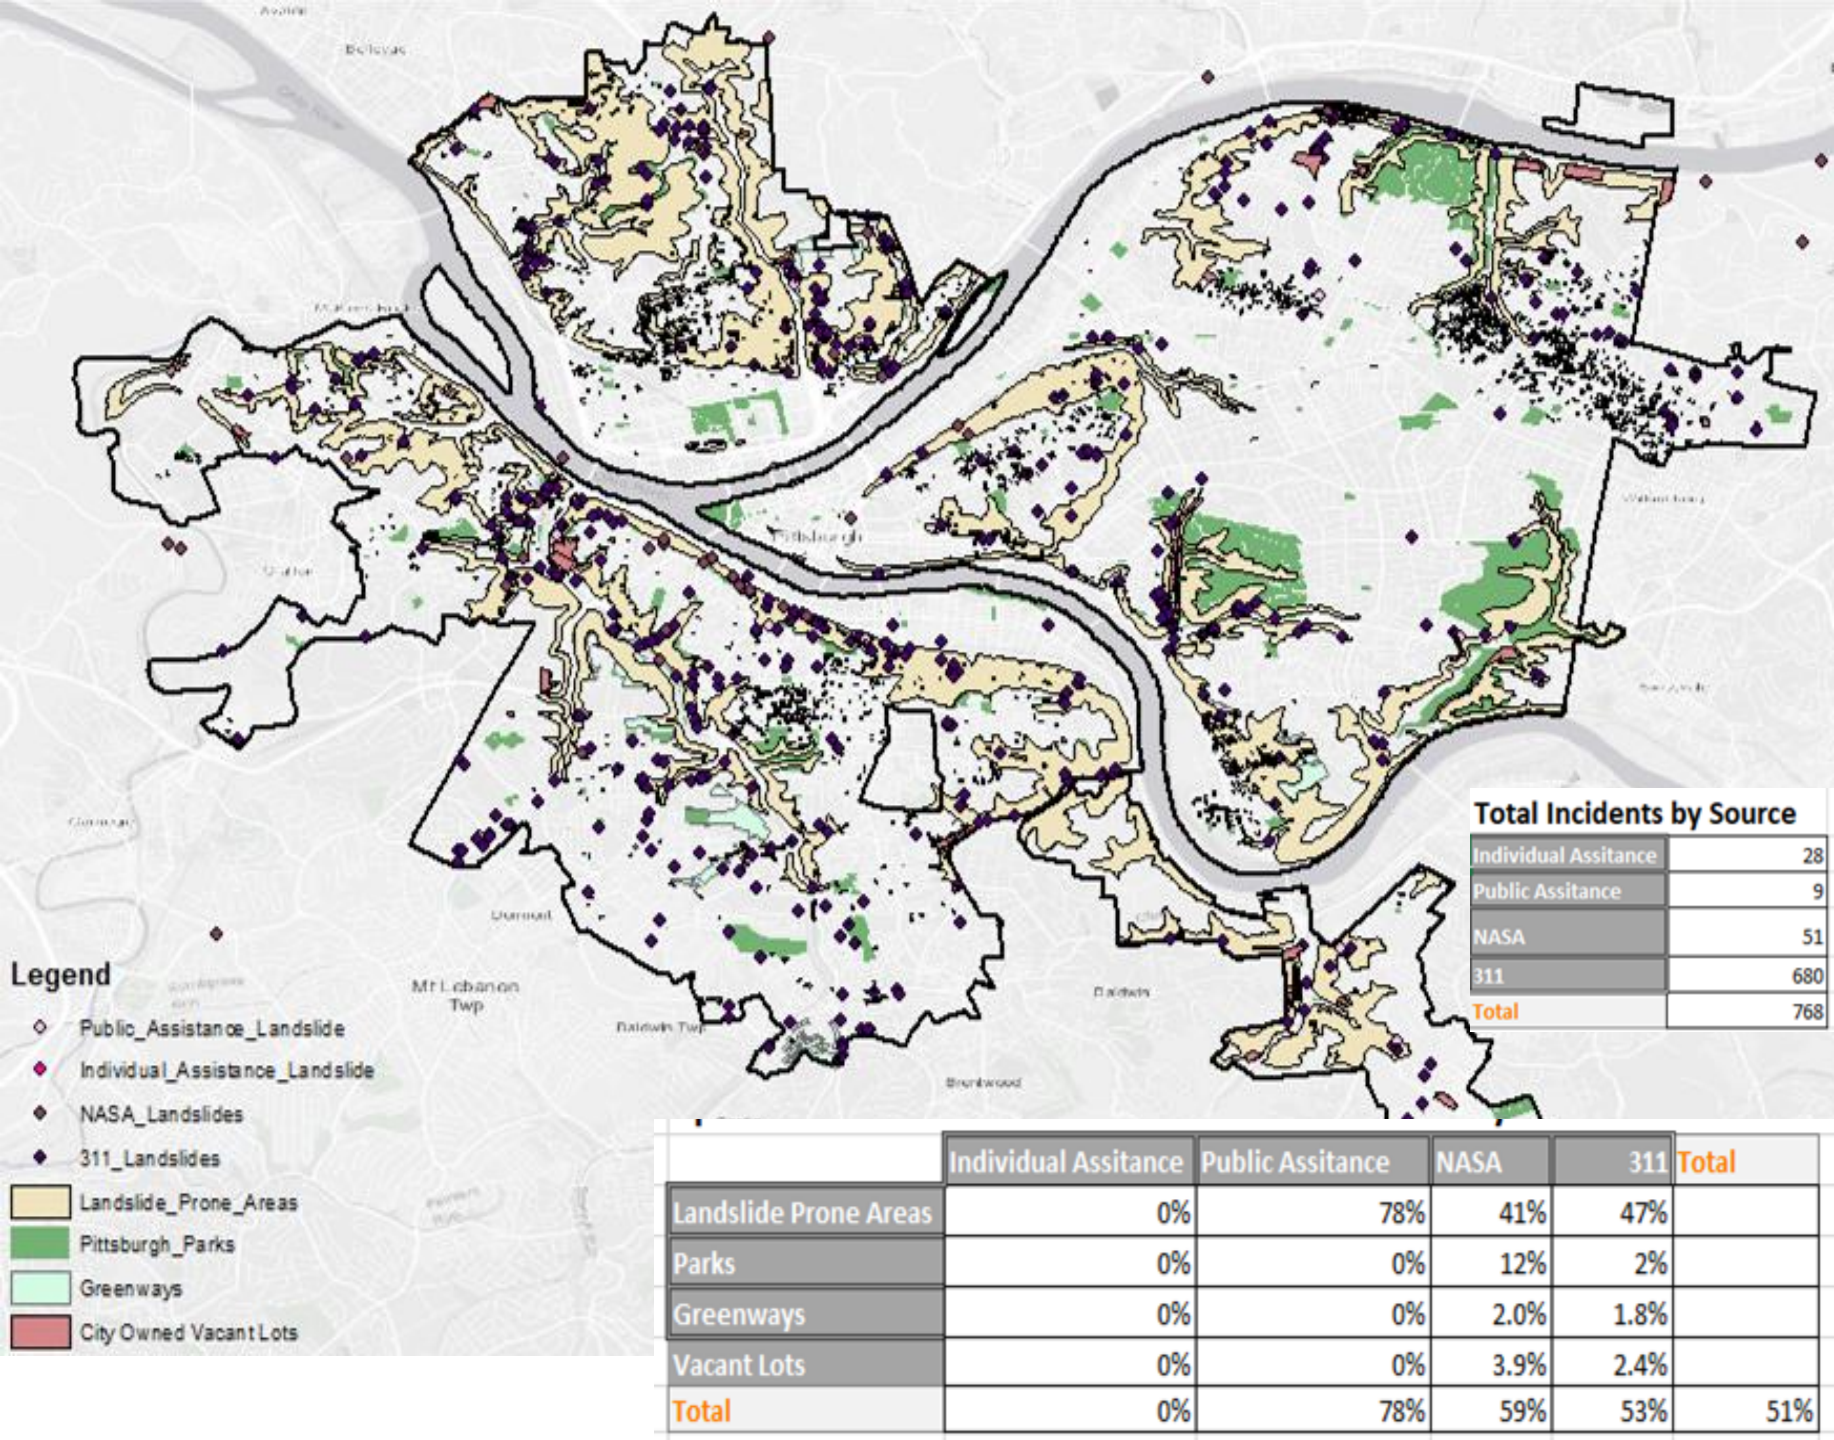 Bellevue
Pittsburgh
Dormont
Mt Lebanon
Twp
Baldwin Twp
Baldwin
Brentwood
Total Incidents by Source
Individual Assitance 28
Public Assitance 9
NASA 51
311 680
Total 768
Legend
Public_Assistance_Landslide
Individual_Assistance_Landslide
NASA_Landslides
311_Landslides
Landslide_Prone_Areas
Pittsburgh_Parks
Greenways
City Owned Vacant Lots
Individual Assitance Public Assitance NASA 311 Total
Landslide Prone Areas 0% 78% 41% 47%
Parks 0% 0% 12% 2%
Greenways 0% 0% 2.0% 1.8%
Vacant Lots 0% 0% 3.9% 2.4%
Total 0% 78% 59% 53% 51%